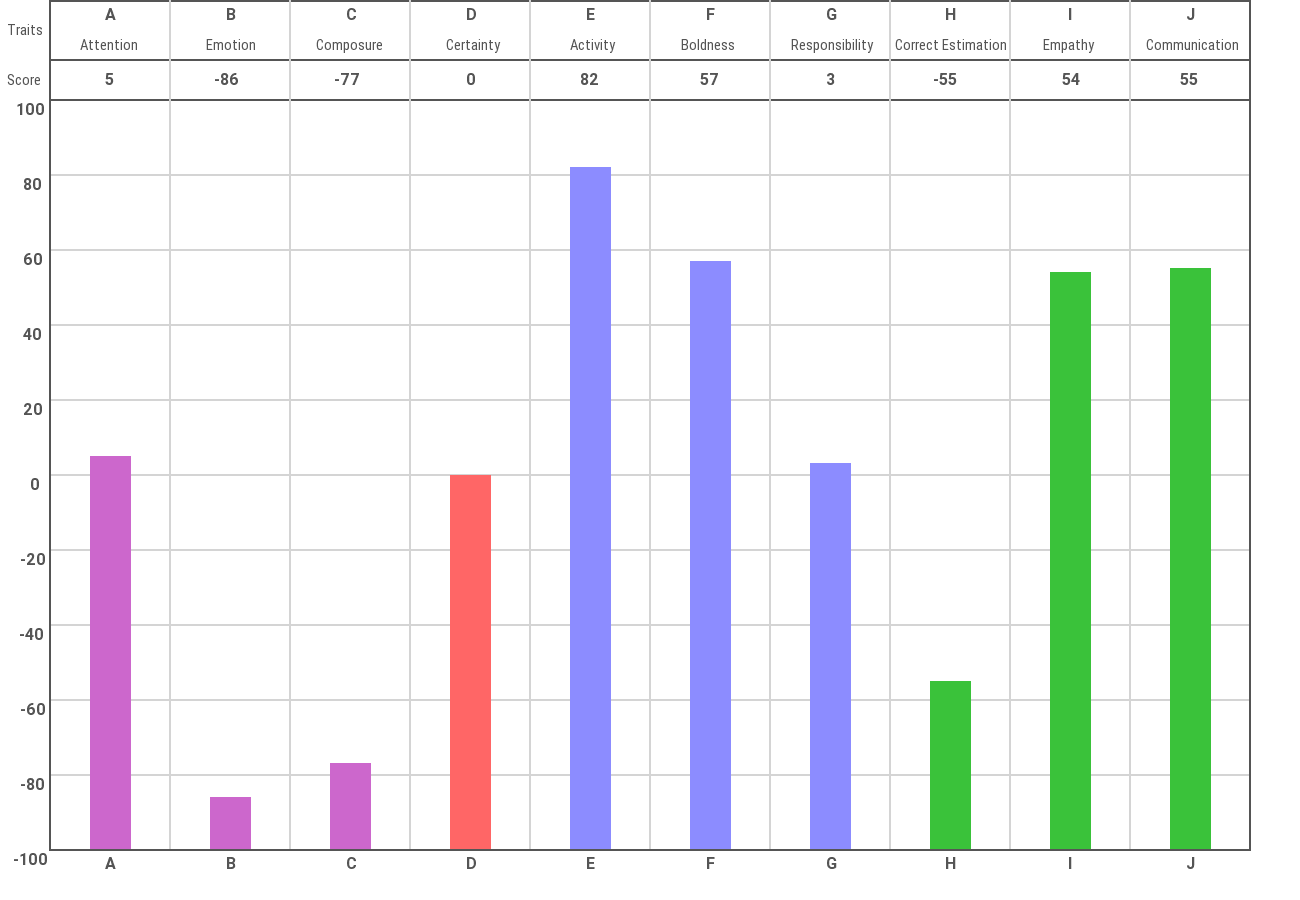 Traits
A B C D E F G H I J
Attention Emotion Composure Certainty Activity Boldness Responsibility Correct Estimation Empathy Communication
Score 5 -86 -77 0 82 57 3 -55 54 55
100
80
60
40
20
0
-20
-40
-60
-80
-100
A B C D E F G H I J